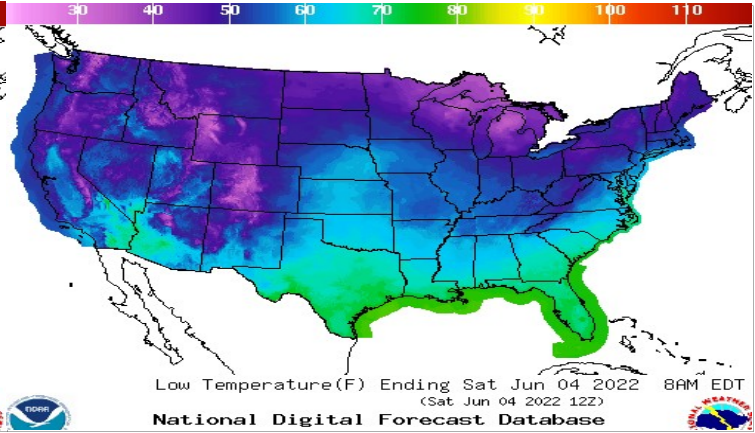 30 40 50 60 70 80 90 100 110
Low Temperature(F) Ending Sat Jun 04 2022 8AM EDT
(Sat Jun 04 2022 12Z)
National Digital Forecast Database
NOAA